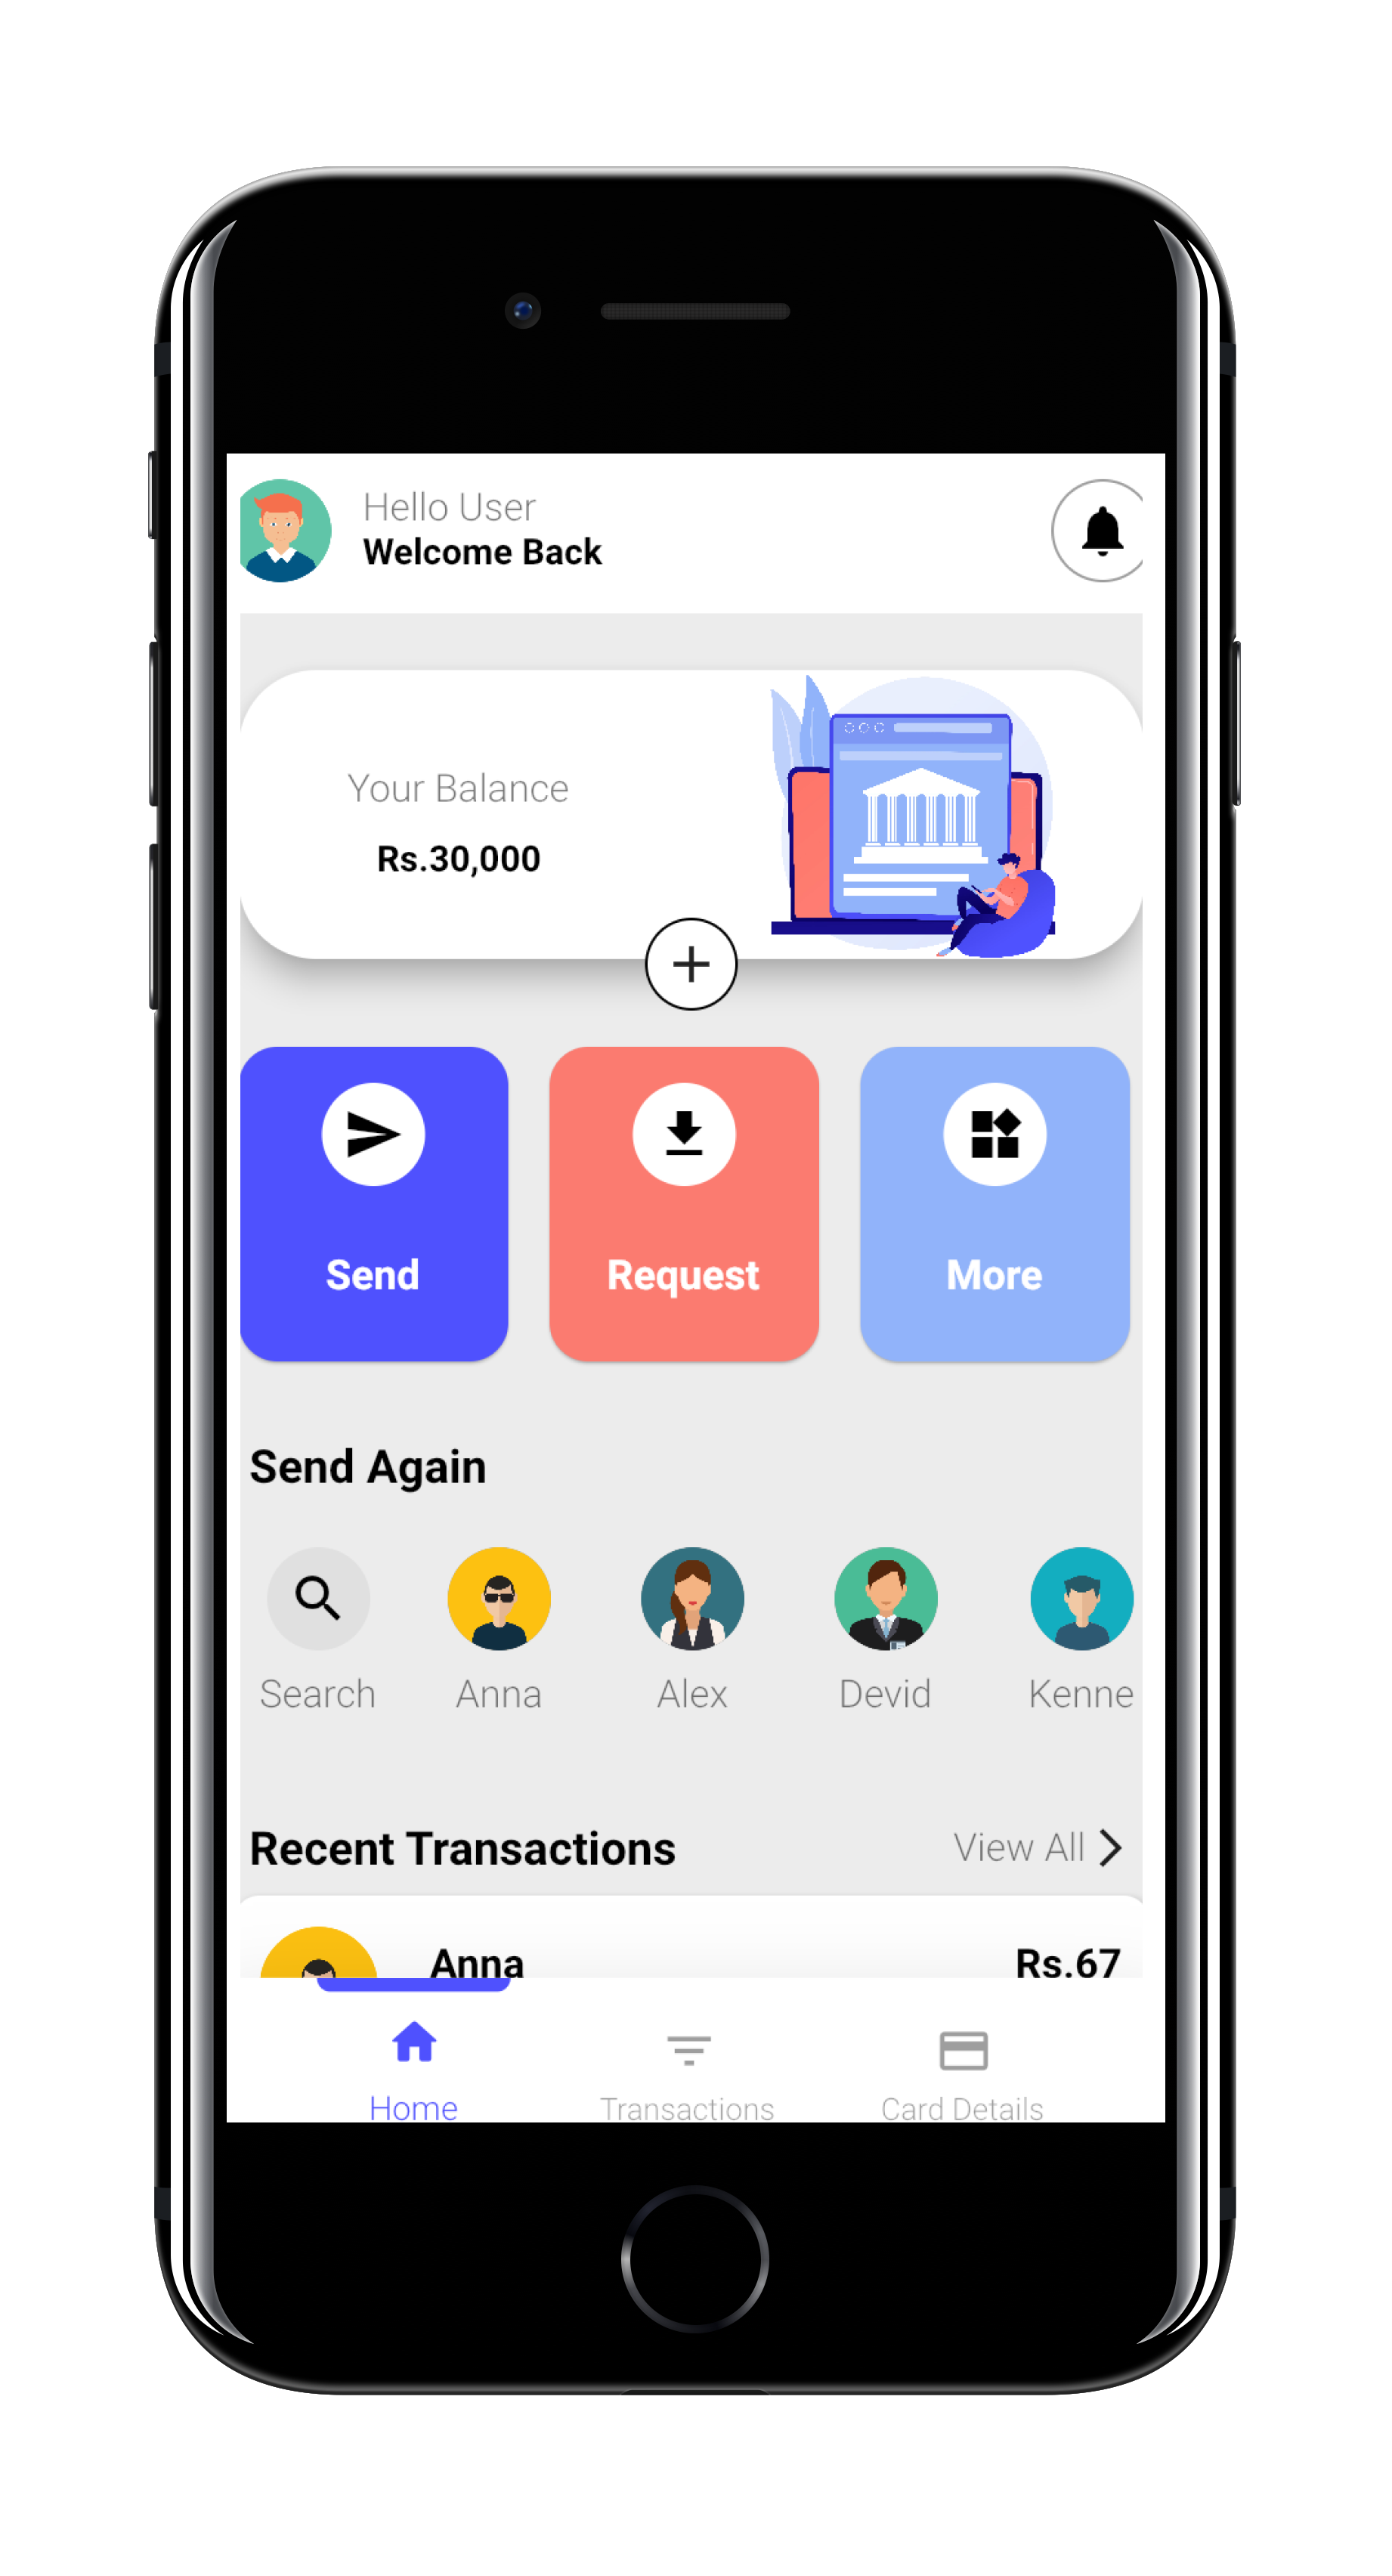 Hello User
Welcome Back
Your Balance
Rs.30,000
Send
Request
More
Send Again
Search
Anna
Alex
Devid
Kenne
Recent Transactions
View All
Anna
Rs.67
Home
Transactions
Card Details